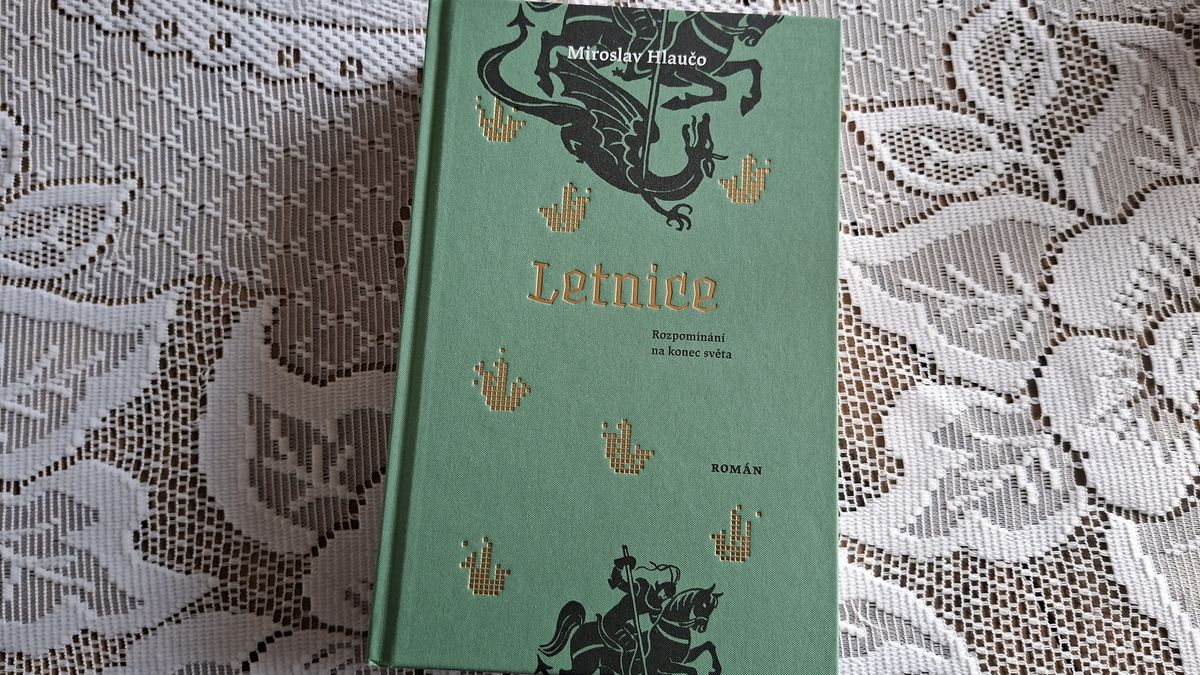 Miroslav Hlaučo
Letnice
Rozpomínání
na konec světa
ROMÁN